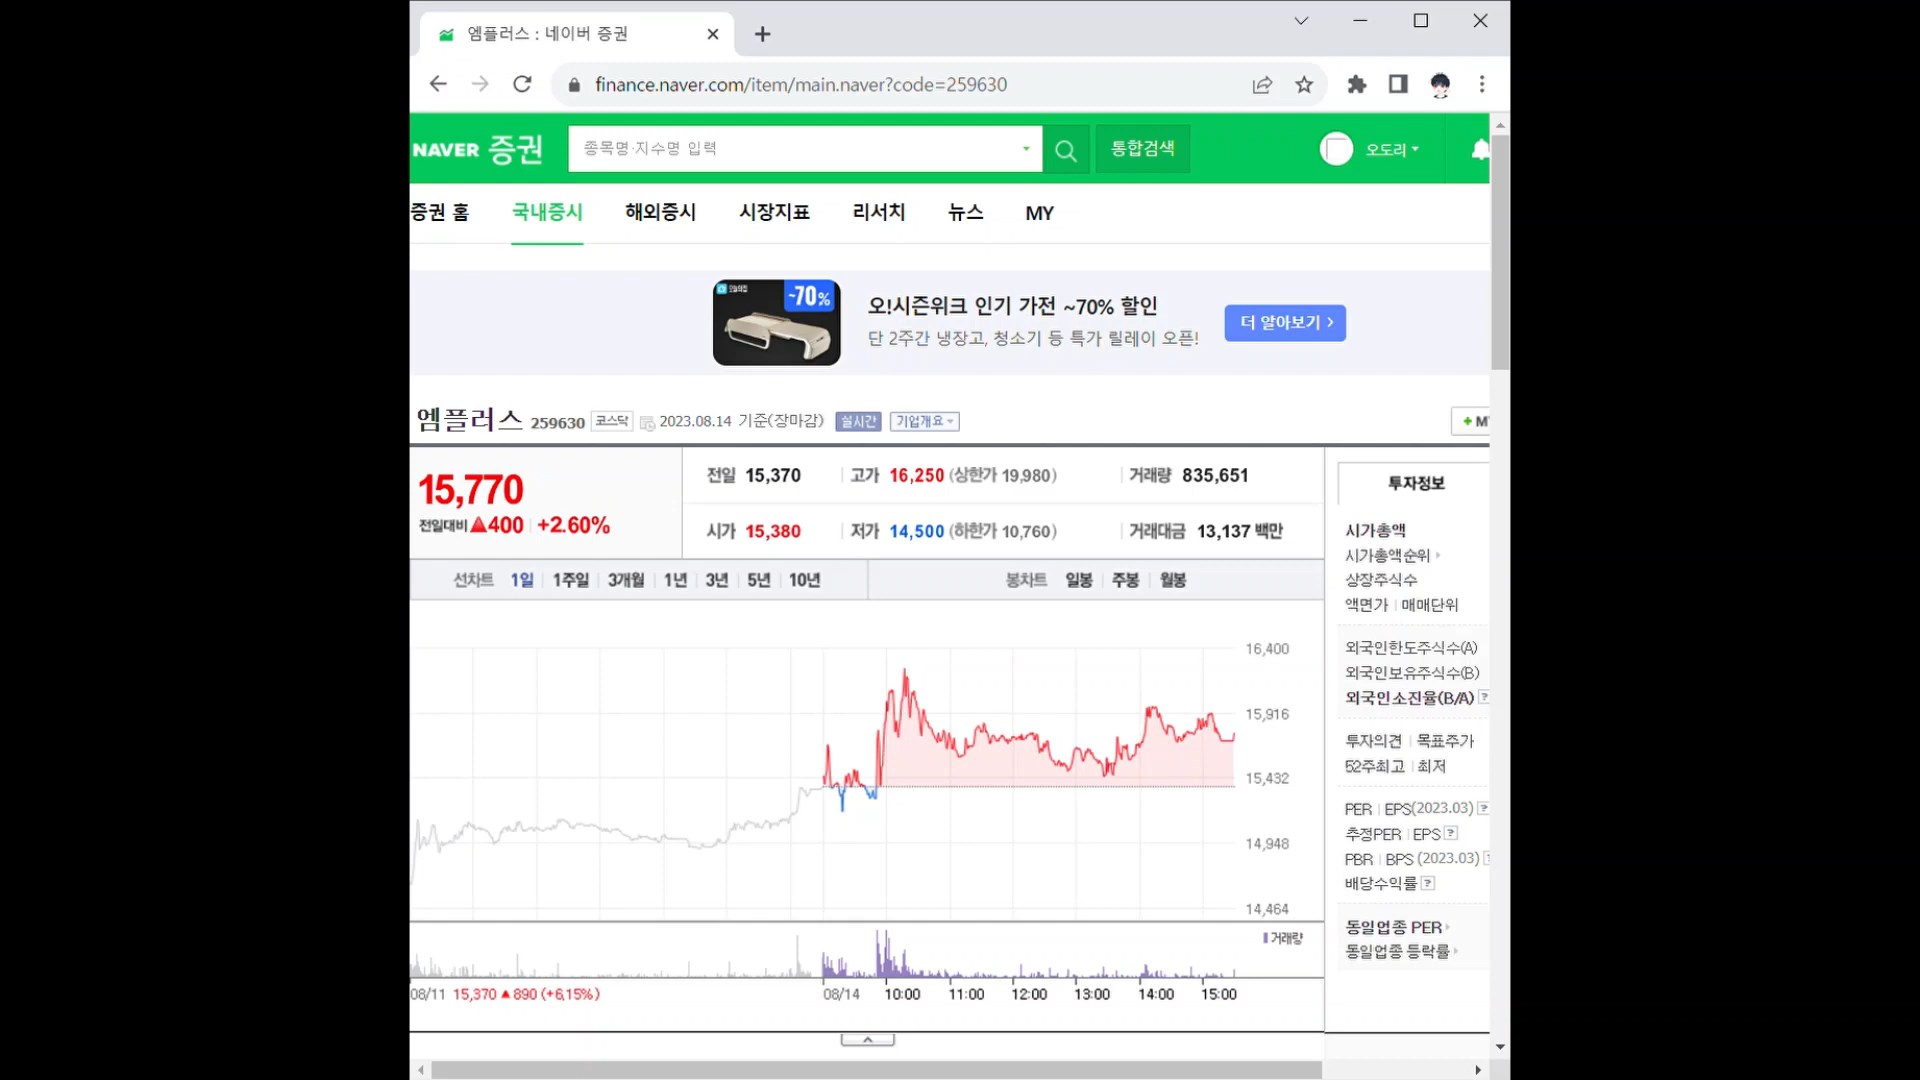 엠플러스 : 네이버 증권
finance.naver.com/item/main.naver?code=259630
NAVER 증권
종목명·지수명 입력
통합검색
오도리
증권 홈 국내증시 해외증시 시장지표 리서치 뉴스 MY
오늘의집 ~70%
오!시즌위크 인기 가전 ~70% 할인
단 2주간 냉장고, 청소기 등 특가 릴레이 오픈!
더 알아보기 >
엠플러스 259630 코스닥 2023.08.14 기준(장마감) 실시간 기업개요
+ MY
15,770
전일대비 ▲400 +2.60%
전일 15,370 고가 16,250 (상한가 19,980) 거래량 835,651
시가 15,380 저가 14,500 (하한가 10,760) 거래대금 13,137 백만
선차트 1일 1주일 3개월 1년 3년 5년 10년 봉차트 일봉 주봉 월봉
16,400
15,916
15,432
14,948
14,464
거래량
08/11 15,370 ▲890 (+6.15%) 08/14 10:00 11:00 12:00 13:00 14:00 15:00
투자정보
시가총액
시가총액순위
상장주식수
액면가 | 매매단위
외국인한도주식수(A)
외국인보유주식수(B)
외국인소진율(B/A) ?
투자의견 | 목표주가
52주최고 | 최저
PER | EPS(2023.03) ?
추정PER | EPS ?
PBR | BPS (2023.03) ?
배당수익률 ?
동일업종 PER
동일업종 등락률